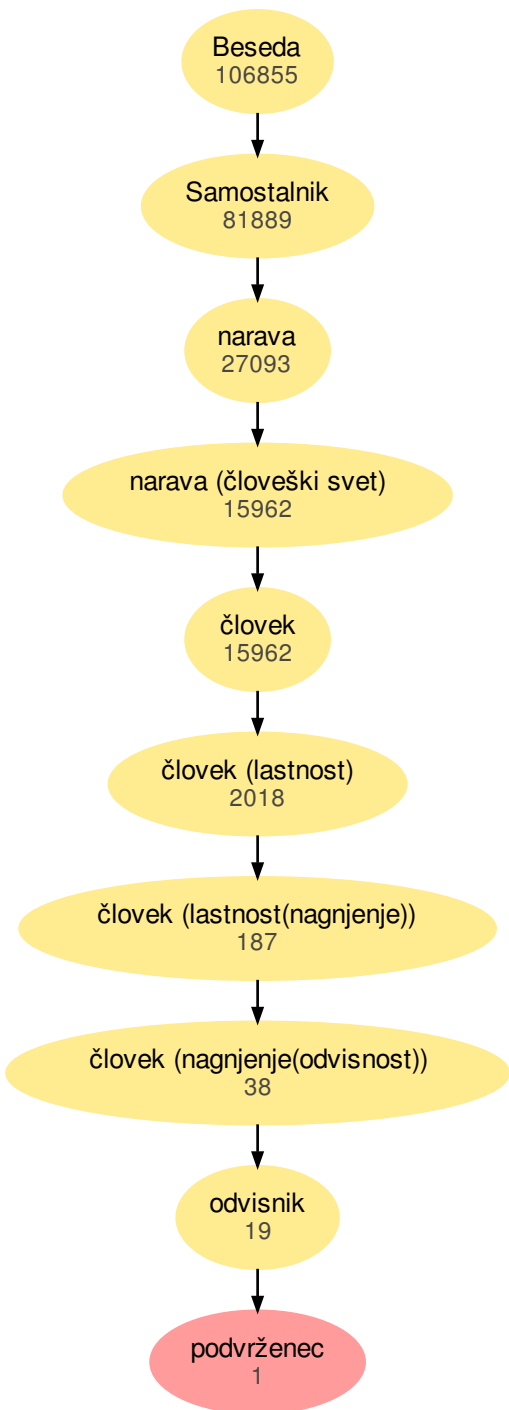 Beseda
106855
Samostalnik
81889
narava
27093
narava (človeški svet)
15962
človek
15962
človek (lastnost)
2018
človek (lastnost(nagnjenje))
187
človek (nagnjenje(odvisnost))
38
odvisnik
19
podvrženec
1